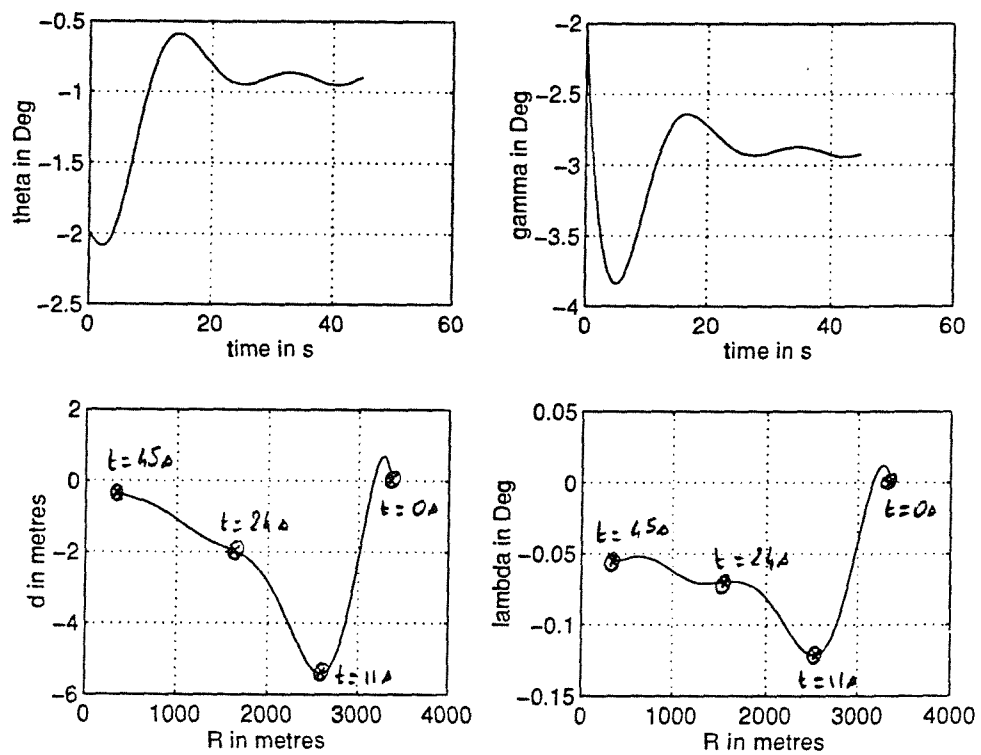 theta in Deg
−0.5
−1
−1.5
−2
−2.5
0
20
40
60
time in s
gamma in Deg
−2
−2.5
−3
−3.5
−4
0
20
40
60
time in s
d in metres
2
0
−2
−4
−6
t=45s
t=24s
t=0s
t=11s
0
1000
2000
3000
4000
R in metres
lambda in Deg
0.05
0
−0.05
−0.1
−0.15
t=45s
t=24s
t=0s
t=11s
0
1000
2000
3000
4000
R in metres